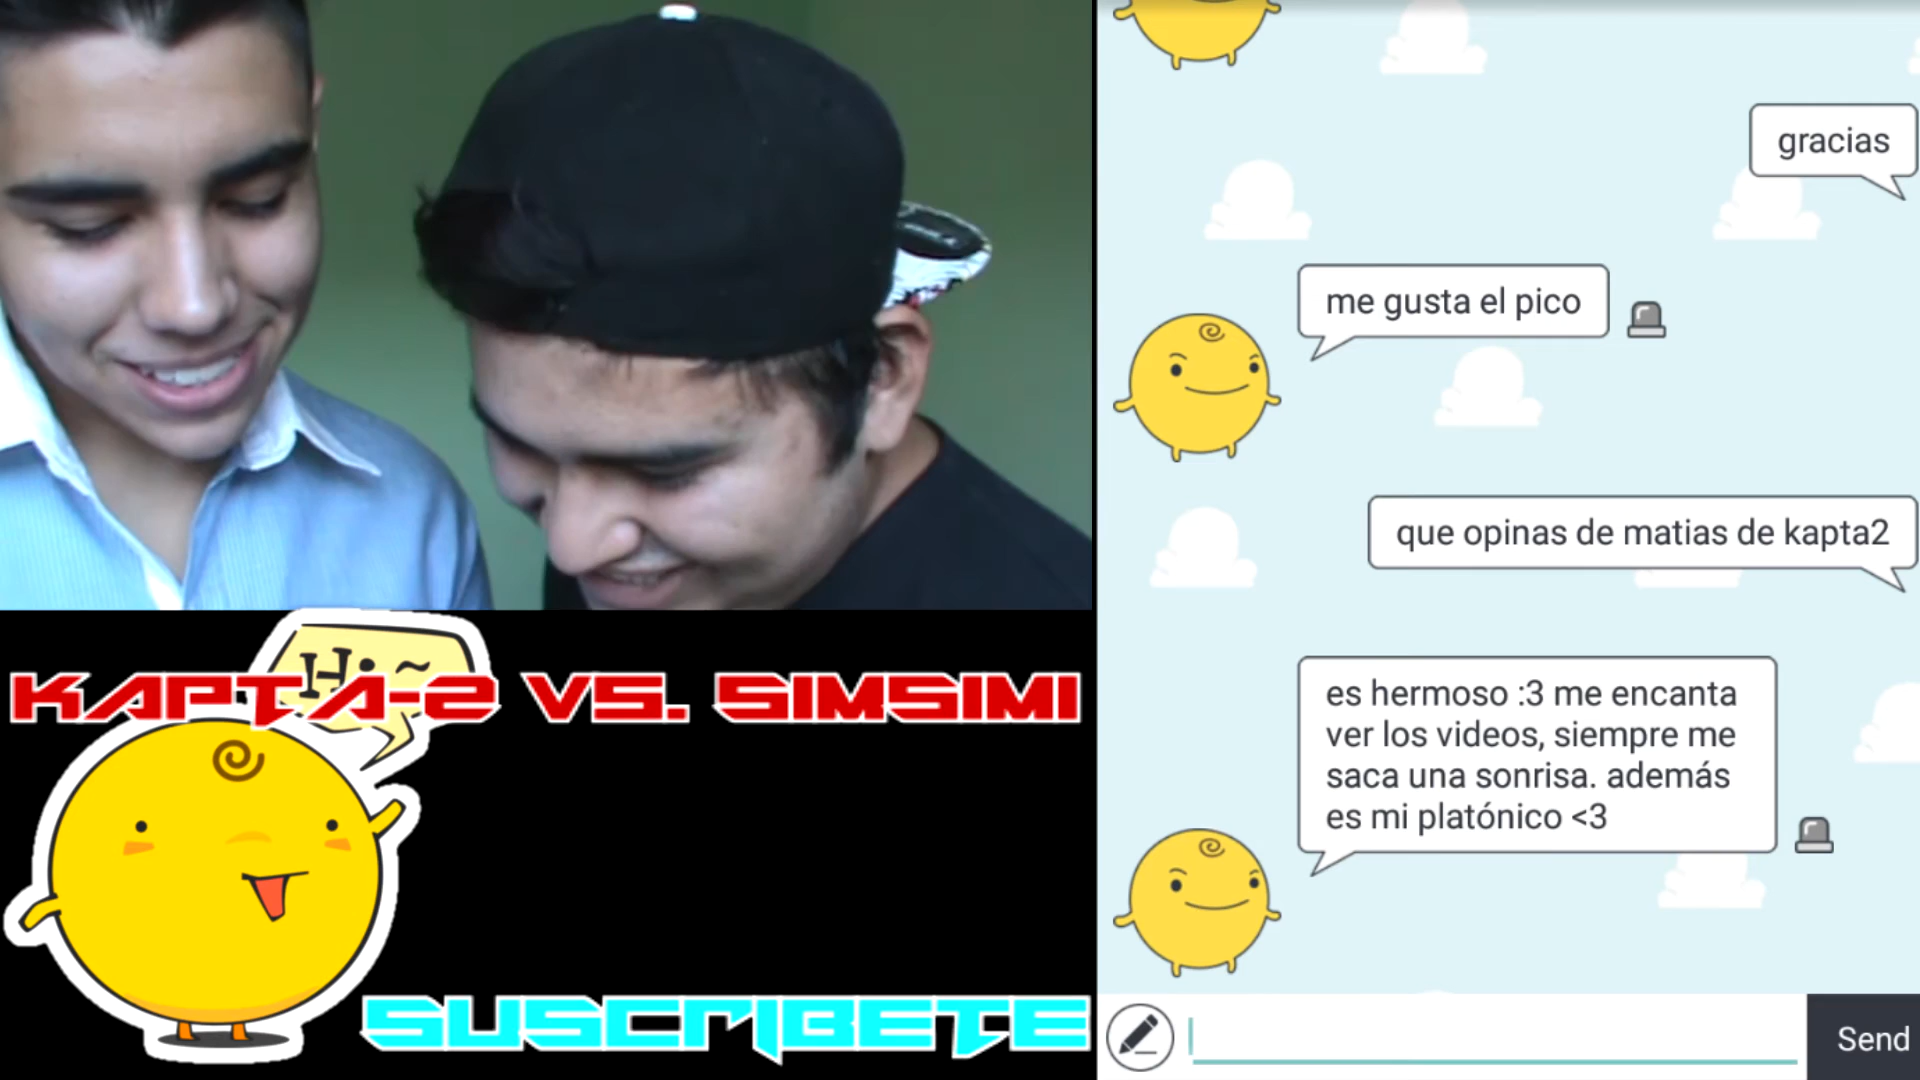 Hi ~
KAPTA-2 VS. SIMSIMI
SUSCRIBETE
gracias
me gusta el pico
que opinas de matias de kapta2
es hermoso :3 me encanta
ver los videos, siempre me
saca una sonrisa. además
es mi platónico <3
Send